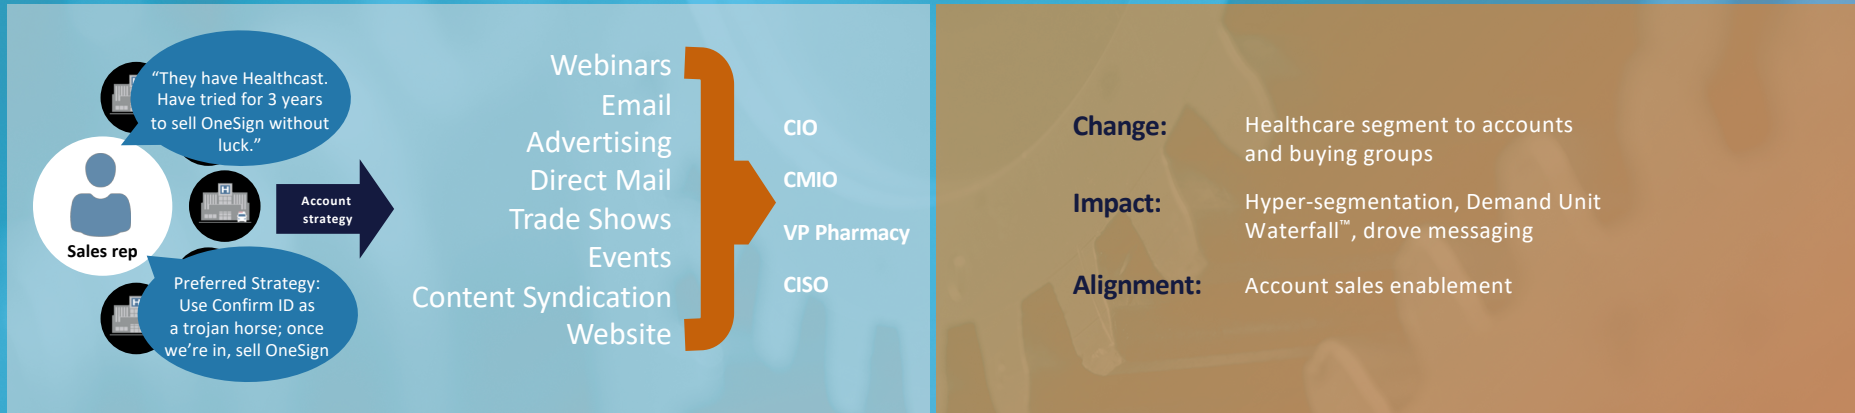 “They have Healthcast.
Have tried for 3 years
to sell OneSign without
luck.”
Sales rep
Preferred Strategy:
Use Confirm ID as
a trojan horse; once
we’re in, sell OneSign
H
Account
strategy
Webinars
Email
Advertising
Direct Mail
Trade Shows
Events
Content Syndication
Website
CIO
CMIO
VP Pharmacy
CISO
Change:
Healthcare segment to accounts
and buying groups
Impact:
Hyper-segmentation, Demand Unit
Waterfall™, drove messaging
Alignment:
Account sales enablement